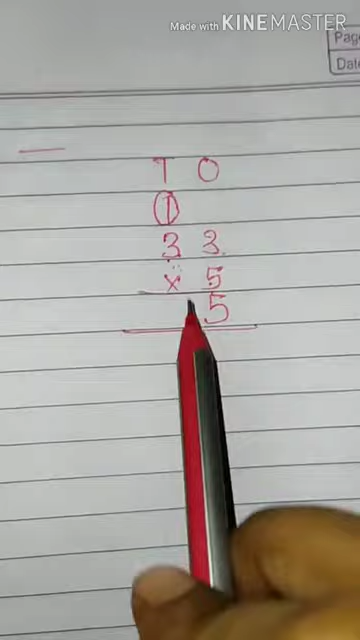 Made with KINEMASTER
Page
Date
T O
1
3 3
x 5
5